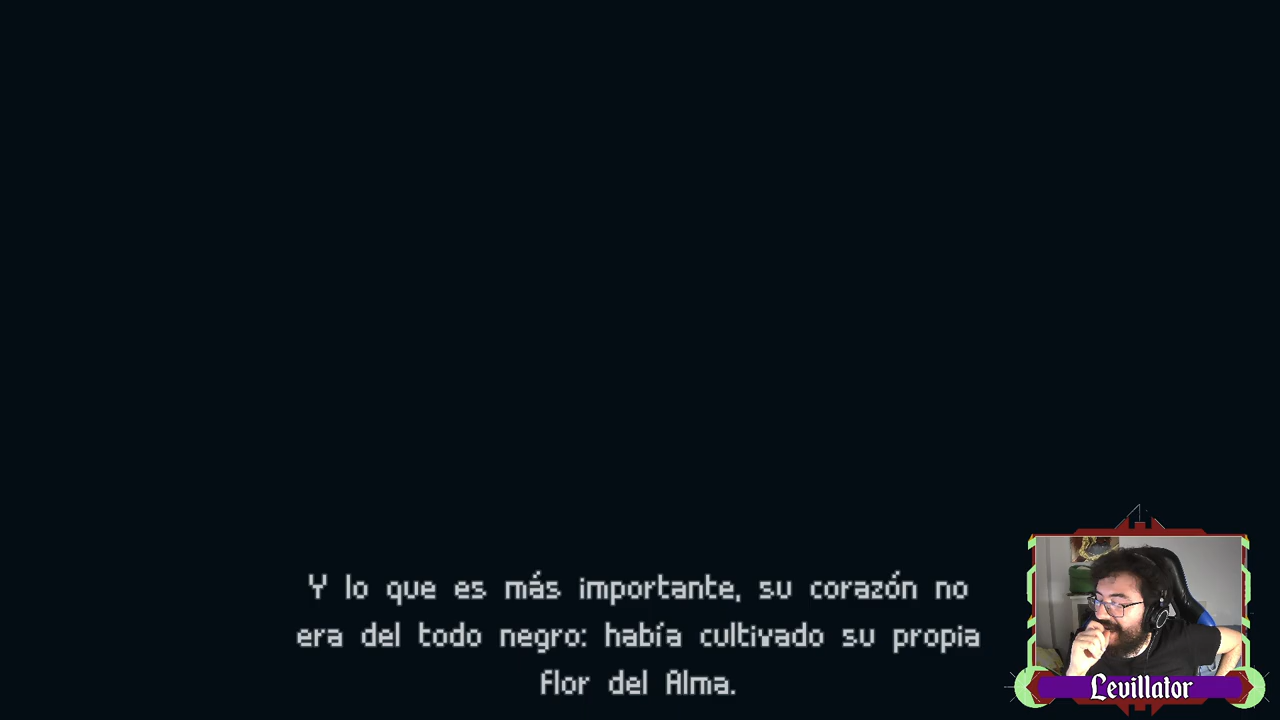 Y lo que es más importante, su corazón no
era del todo negro: había cultivado su propia
flor del Alma.
Levillator